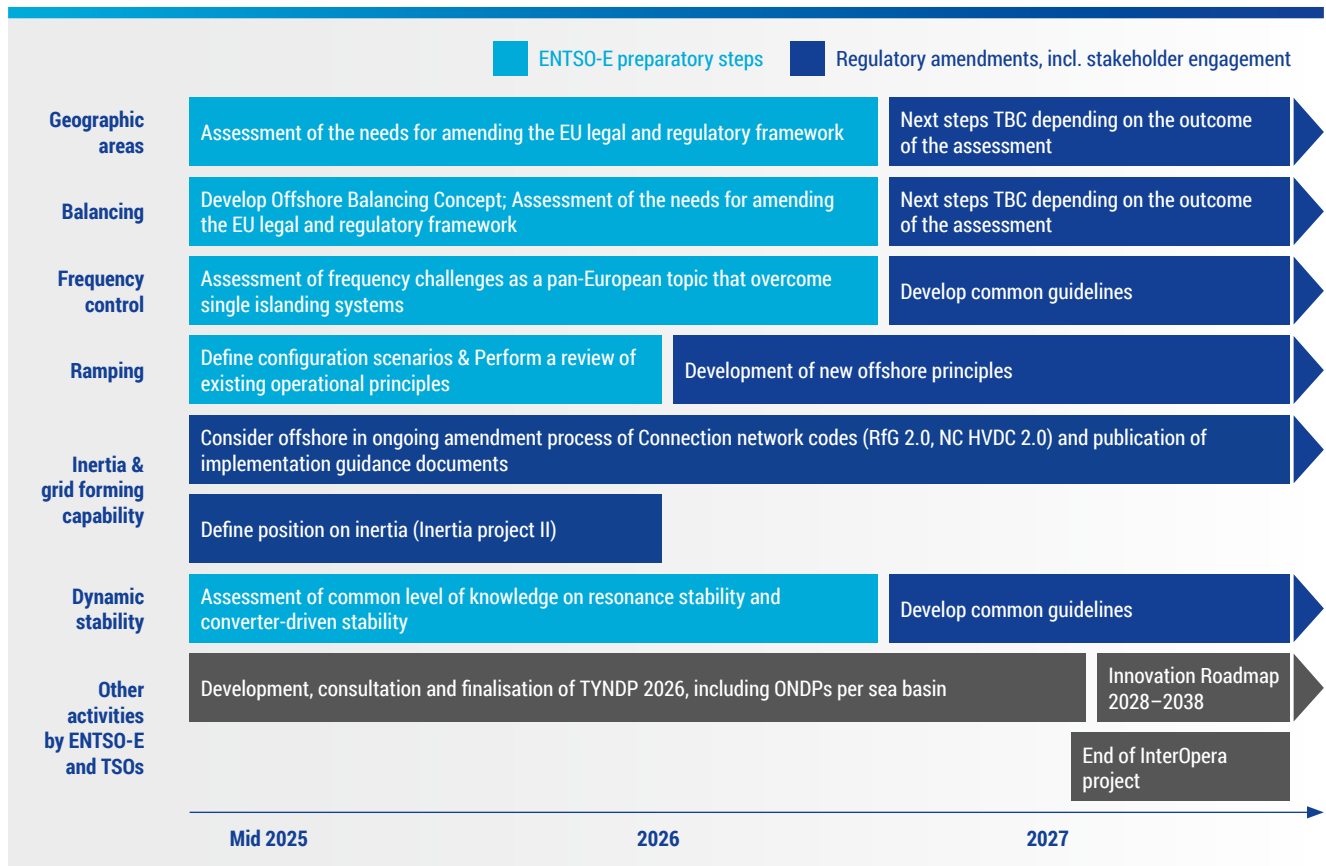 ENTSO-E preparatory steps
Regulatory amendments, incl. stakeholder engagement
Geographic
areas
Assessment of the needs for amending the EU legal and regulatory framework
Next steps TBC depending on the outcome
of the assessment
Balancing
Develop Offshore Balancing Concept; Assessment of the needs for amending
the EU legal and regulatory framework
Next steps TBC depending on the outcome
of the assessment
Frequency
control
Assessment of frequency challenges as a pan-European topic that overcome
single islanding systems
Develop common guidelines
Ramping
Define configuration scenarios & Perform a review of
existing operational principles
Development of new offshore principles
Inertia &
grid forming
capability
Consider offshore in ongoing amendment process of Connection network codes (RfG 2.0, NC HVDC 2.0) and publication of
implementation guidance documents
Define position on inertia (Inertia project II)
Dynamic
stability
Assessment of common level of knowledge on resonance stability and
converter-driven stability
Develop common guidelines
Other
activities
by ENTSO-E
and TSOs
Development, consultation and finalisation of TYNDP 2026, including ONDPs per sea basin
Innovation Roadmap
2028–2038
End of InterOpera
project
Mid 2025
2026
2027